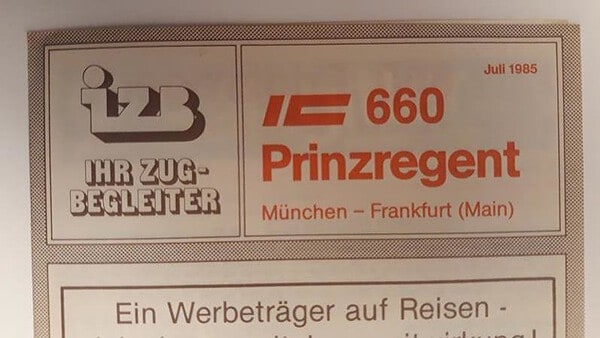 izb
IHR ZUG-
BEGLEITER
Juli 1985
IC 660
Prinzregent
München – Frankfurt (Main)
Ein Werbeträger auf Reisen -